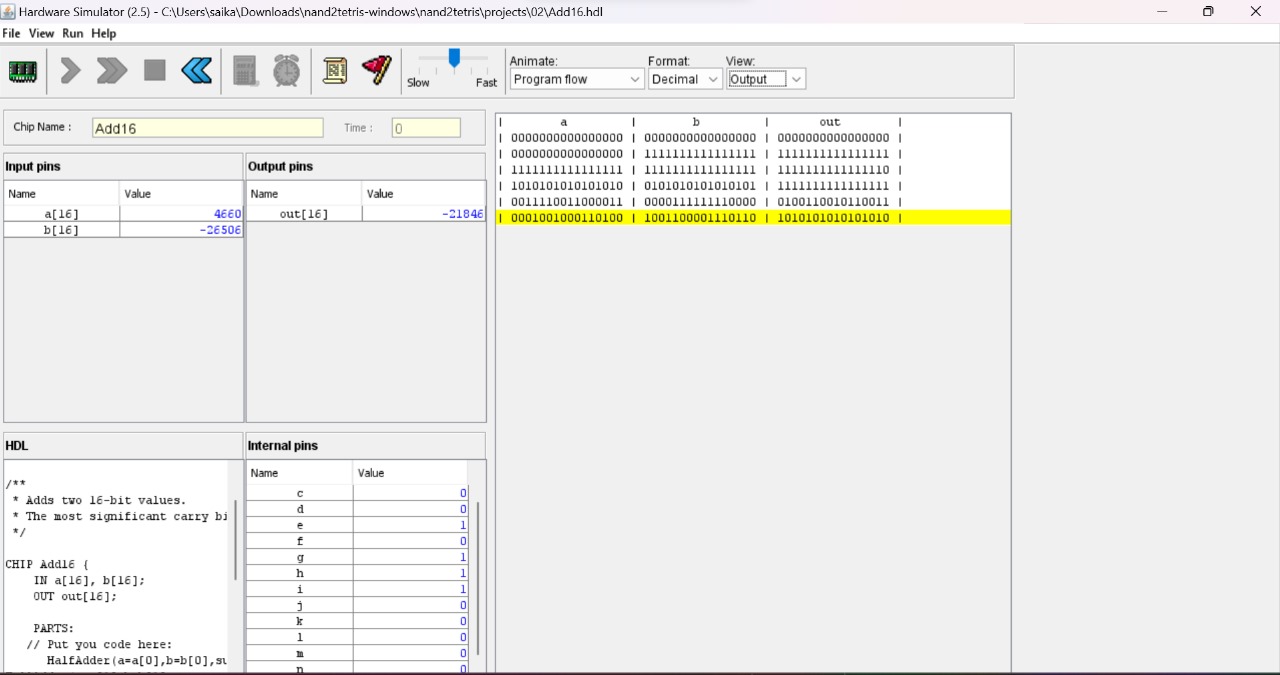 Hardware Simulator (2.5) - C:\Users\saika\Downloads\nand2tetris-windows\nand2tetris\projects\02\Add16.hdl
File View Run Help
Slow Fast
Animate: Format: View:
Program flow Decimal Output
Chip Name : Add16 Time : 0
Input pins
Name Value
a[16] 4660
b[16] -26506
Output pins
Name Value
out[16] -21846
| a | b | out |
| 0000000000000000 | 0000000000000000 | 0000000000000000 |
| 0000000000000000 | 1111111111111111 | 1111111111111111 |
| 1111111111111111 | 1111111111111111 | 1111111111111110 |
| 1010101010101010 | 0101010101010101 | 1111111111111111 |
| 0011110011000011 | 0000111111110000 | 0100110010110011 |
| 0001001000110100 | 1001100001110110 | 1010101010101010 |
HDL
/**
* Adds two 16-bit values.
* The most significant carry bi
*/
CHIP Add16 {
IN a[16], b[16];
OUT out[16];
PARTS:
// Put you code here:
HalfAdder(a=a[0],b=b[0],su
Internal pins
Name Value
c 0
d 0
e 1
f 0
g 1
h 1
i 1
j 0
k 0
l 0
m 0
n 0